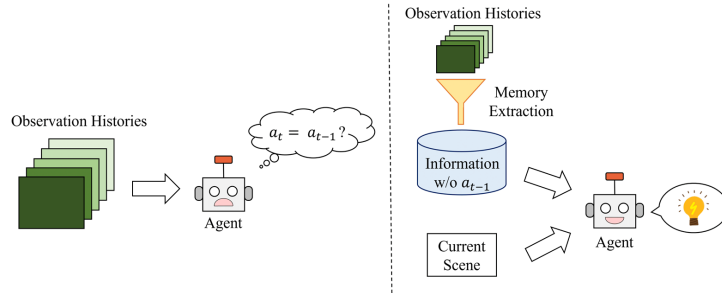 Observation Histories
a_t = a_{t-1}?
Agent
Observation Histories
Memory
Extraction
Information
w/o a_{t-1}
Current
Scene
Agent